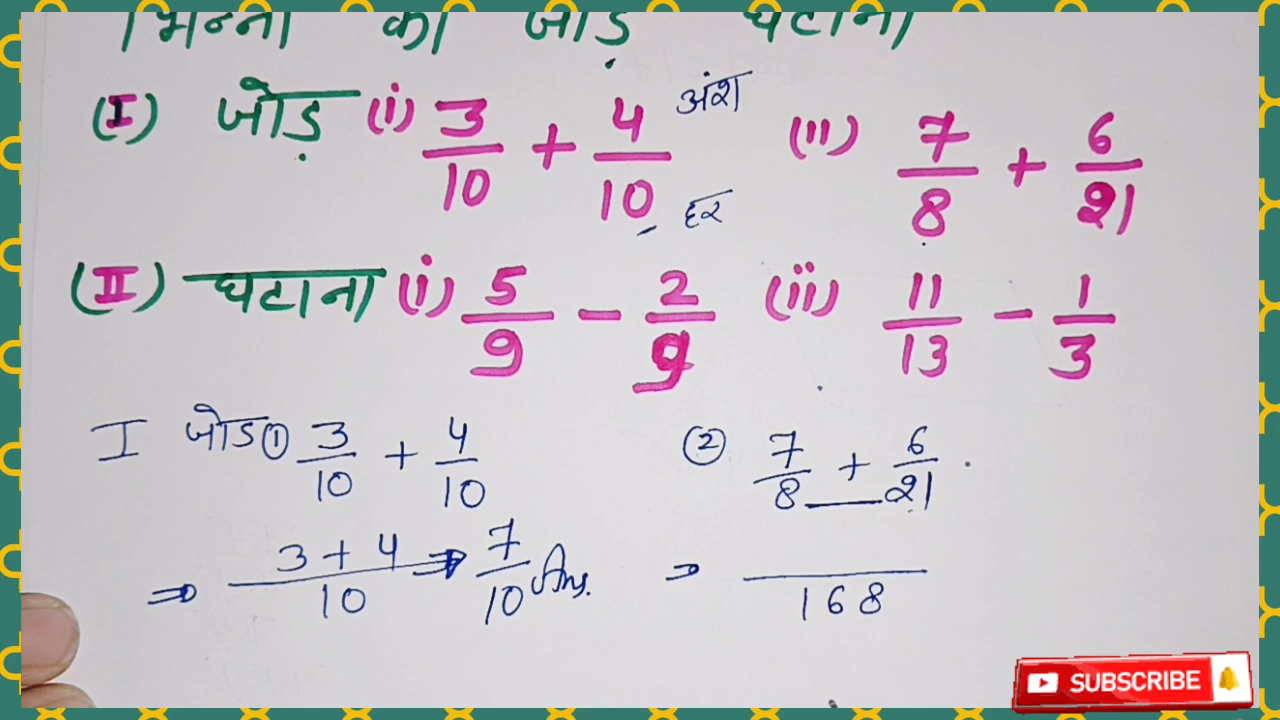 भिन्नो का जोड़ घटाना
(I) जोड़ (i) 3/10 + 4/10 अंश हर (ii) 7/8 + 6/21
(II) घटाना (i) 5/9 - 2/9 (ii) 11/13 - 1/3
I जोड ① 3/10 + 4/10 ② 7/8 + 6/21
⇒ 3+4/10 ⇒ 7/10 Ans. ⇒ /168
SUBSCRIBE